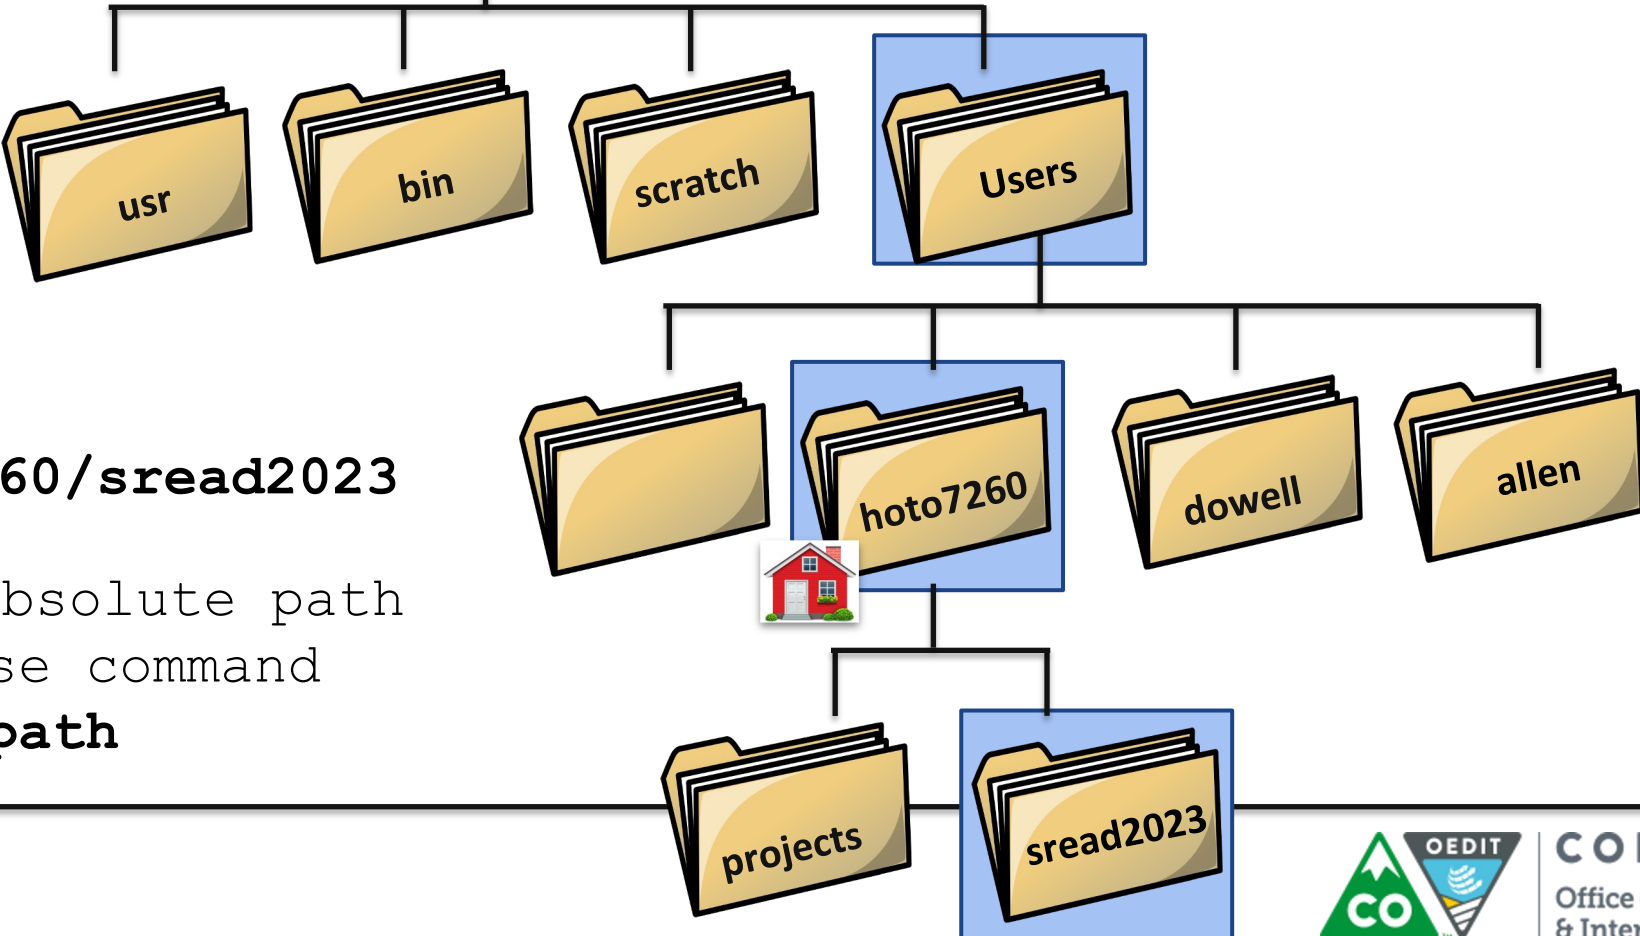 usr
bin
scratch
Users
hoto7260
dowell
allen
60/sread2023
bsolute path
se command
path
projects
sread2023
OEDIT
CO
Office
& Inter